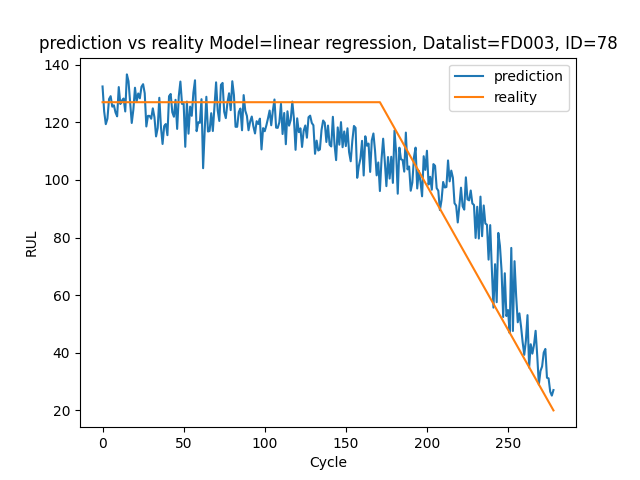 prediction vs reality Model=linear regression, Datalist=FD003, ID=78
prediction
reality
RUL
140
120
100
80
60
40
20
0
50
100
150
200
250
Cycle